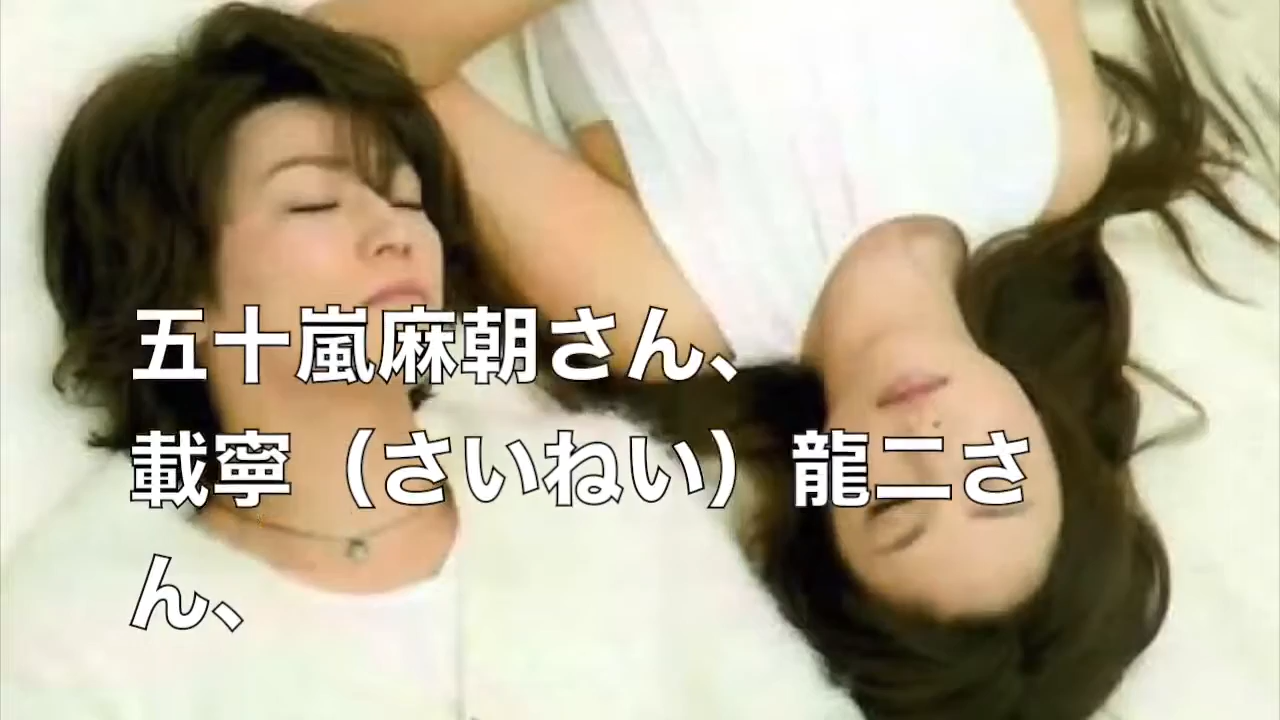 五十嵐麻朝さん、
載寧（さいねい）龍二さ
ん、